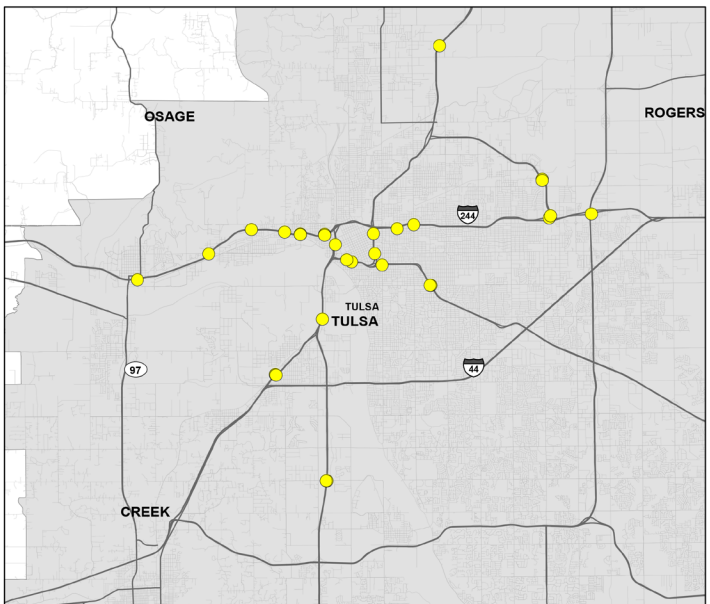 ROGERS
OSAGE
244
TULSA
TULSA
97
44
CREEK